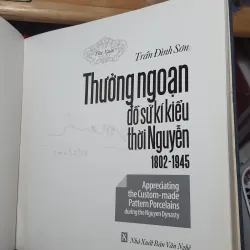 Trần Đình Sơn
Thưởng ngoạn
đồ sứ kí kiểu
thời Nguyễn
1802-1945
Appreciating
the Custom-made
Pattern Porcelains
during the Nguyen Dynasty
Nhà Xuất Bản Văn Nghệ